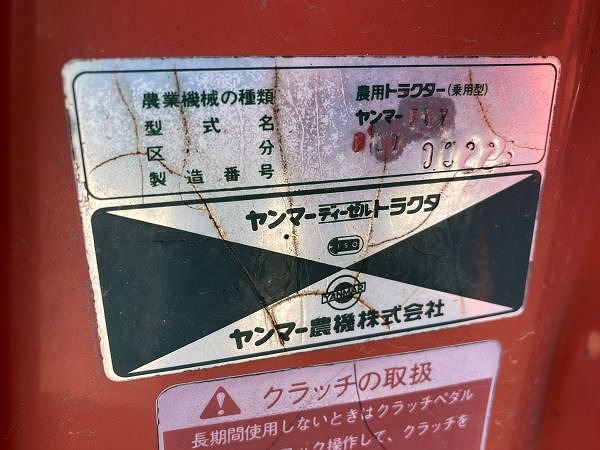 農業機械の種類 農用トラクター(乗用型)
型式名 ヤンマー
区分
製造番号
ヤンマーディーゼルトラクタ
ISO
YANMAR
ヤンマー農機株式会社
クラッチの取扱
長期間使用しないときはクラッチペダル
ック操作して、クラッチを